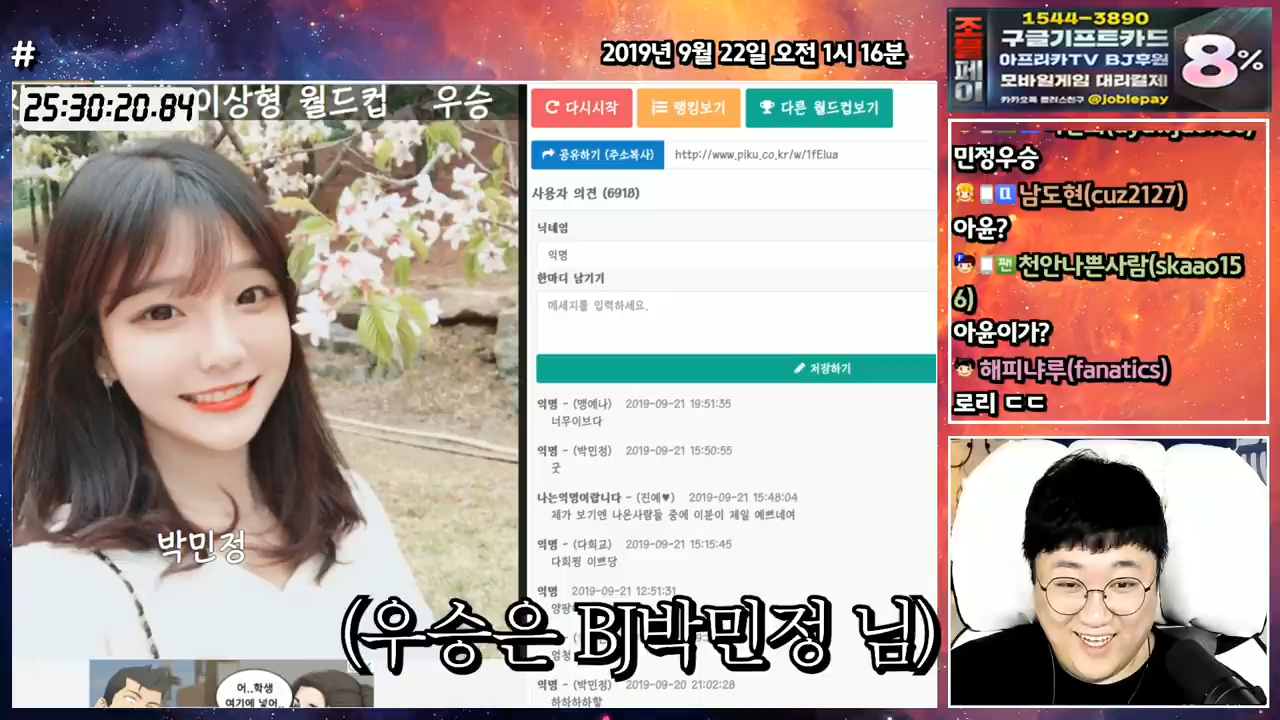 #
2019년 9월 22일 오전 1시 16분
25:30:20.84
이상형 월드컵 우승
박민정
어..학생
여기에 넣어..
다시시작
랭킹보기
다른 월드컵보기
공유하기 (주소복사)
http://www.piku.co.kr/w/1fElua
사용자 의견 (6918)
닉네임
익명
한마디 남기기
메세지를 입력하세요.
저장하기
익명 - (맹예나) 2019-09-21 19:51:35
너무이브다
익명 - (박민정) 2019-09-21 15:50:55
굿
나는익명이랍니다 - (진예♥) 2019-09-21 15:48:04
제가 보기엔 나온사람들 중에 이분이 제일 예쁘네여
익명 - (다희교) 2019-09-21 15:15:45
다희찡 이쁘당
익명 2019-09-21 12:51:31
익명 - (박민정) 2019-09-20 21:02:28
하하하하핳
(우승은 BJ박민정 님)
조블페이
1544-3890
구글기프트카드
아프리카TV BJ후원
모바일게임 대리결제
카카오톡 플러스친구 @joblepay
8%
민정우승
남도현(cuz2127)
아윤?
천안나쁜사람(skaao15
6)
아윤이가?
해피냐루(fanatics)
로리 ㄷㄷ